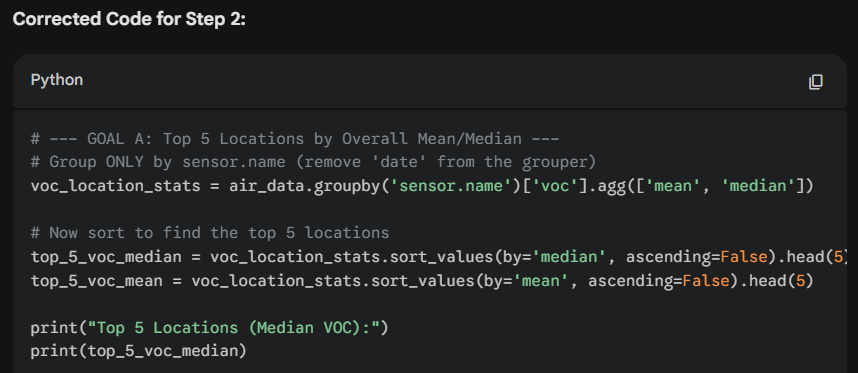 Corrected Code for Step 2:
Python
# --- GOAL A: Top 5 Locations by Overall Mean/Median ---
# Group ONLY by sensor.name (remove 'date' from the grouper)
voc_location_stats = air_data.groupby('sensor.name')['voc'].agg(['mean', 'median'])
# Now sort to find the top 5 locations
top_5_voc_median = voc_location_stats.sort_values(by='median', ascending=False).head(5)
top_5_voc_mean = voc_location_stats.sort_values(by='mean', ascending=False).head(5)
print("Top 5 Locations (Median VOC):")
print(top_5_voc_median)